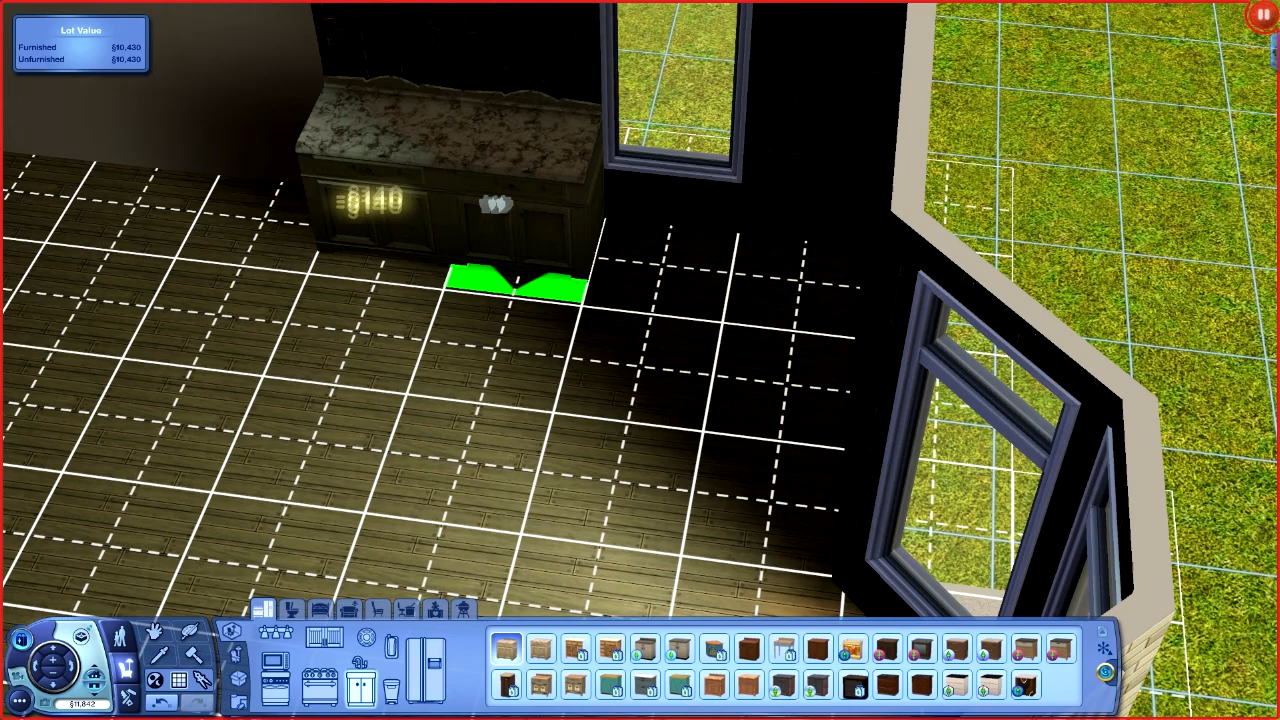 Lot Value
Furnished §10,430
Unfurnished §10,430
=§140
§11,842